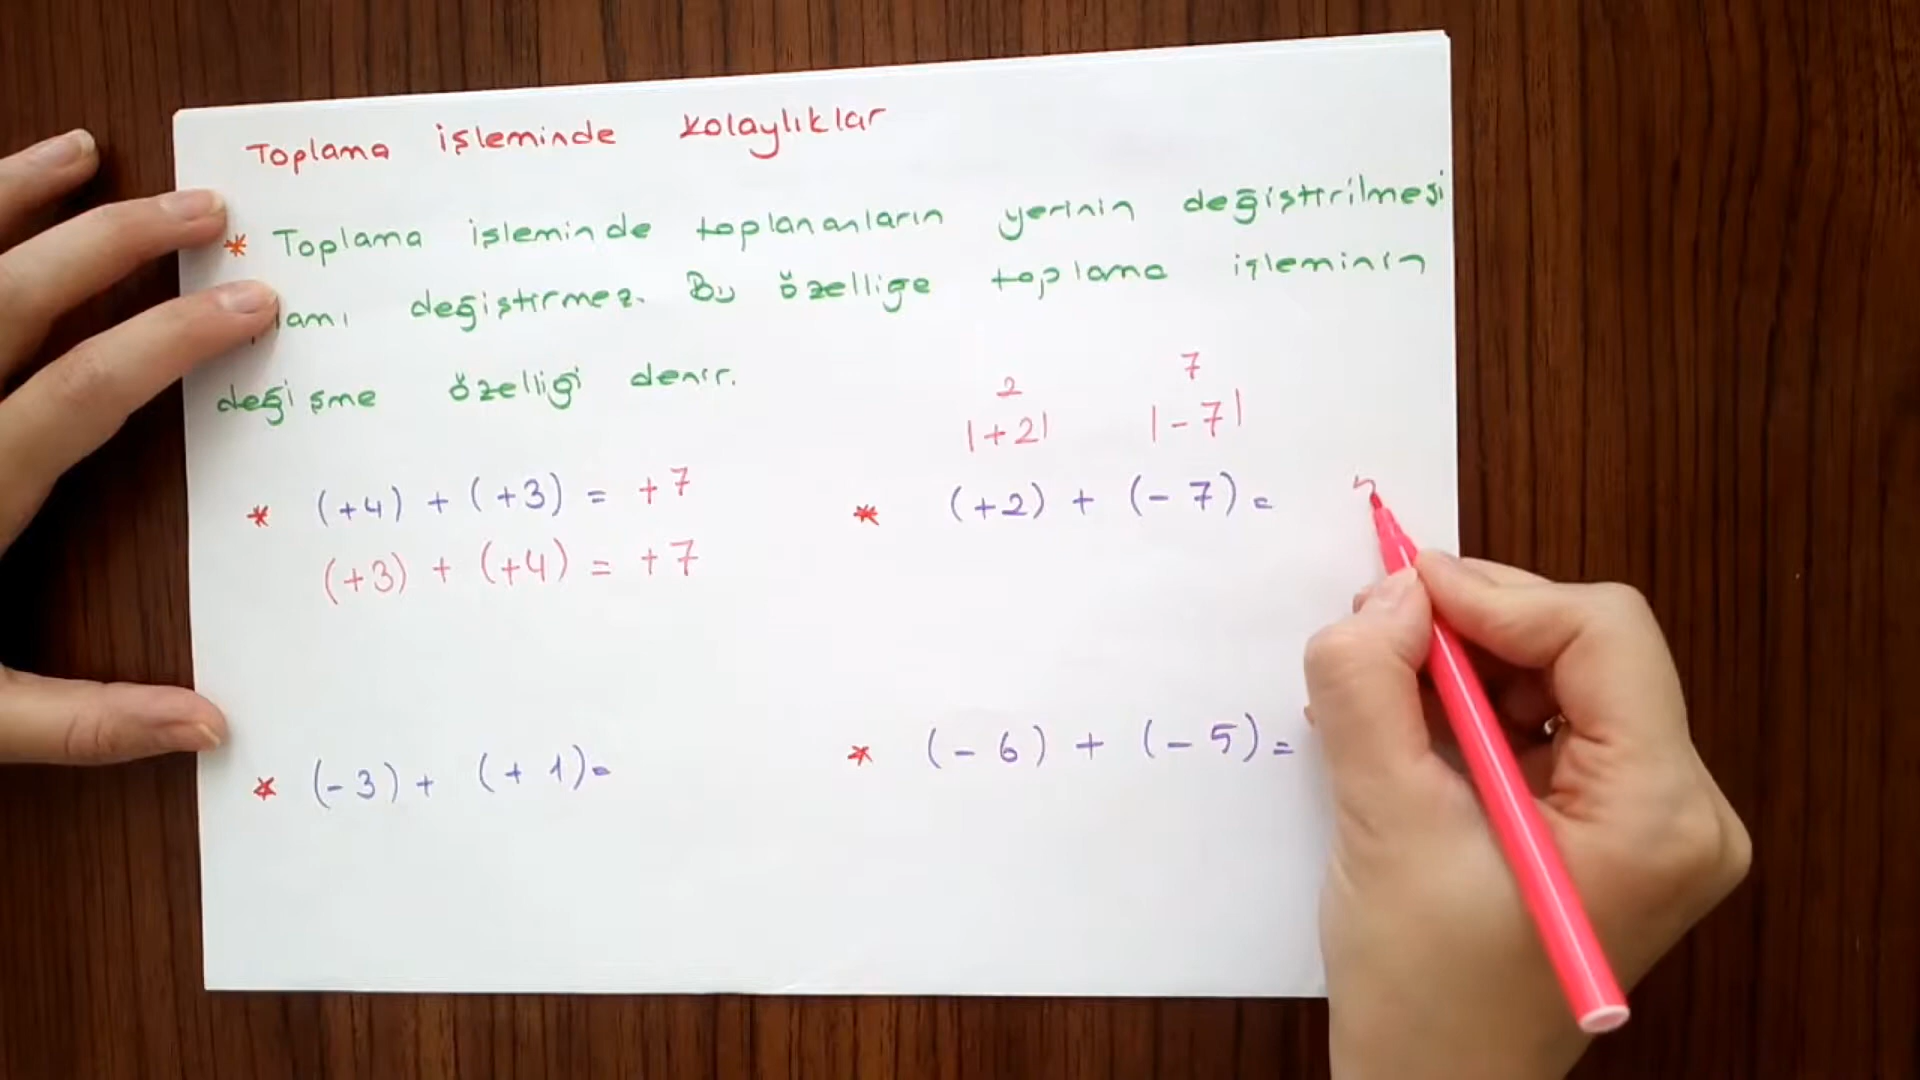 Toplama işleminde kolaylıklar
* Toplama işleminde toplananların yerinin değiştirilmesi
lamı değiştirmez. Bu özelliğe toplama işleminin
değişme özelliği denir.
2 7
|+2| |-7|
* (+4) + (+3) = +7
(+3) + (+4) = +7
* (+2) + (-7) =
* (-3) + (+1) =
* (-6) + (-5) =